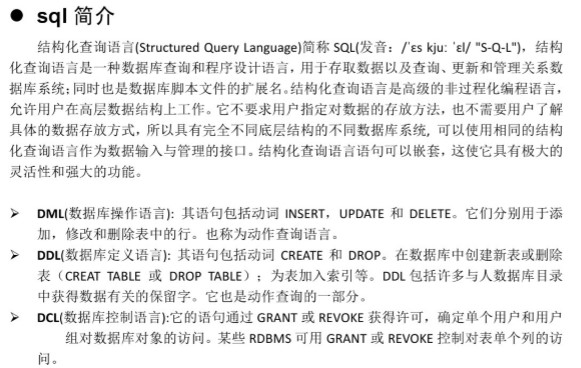 ● sql 简介
结构化查询语言(Structured Query Language)简称 SQL(发音：/ˈɛs kjuː ˈɛl/ "S-Q-L")，结构
化查询语言是一种数据库查询和程序设计语言，用于存取数据以及查询、更新和管理关系数
据库系统；同时也是数据库脚本文件的扩展名。结构化查询语言是高级的非过程化编程语言，
允许用户在高层数据结构上工作。它不要求用户指定对数据的存放方法，也不需要用户了解
具体的数据存放方式，所以具有完全不同底层结构的不同数据库系统, 可以使用相同的结构
化查询语言作为数据输入与管理的接口。结构化查询语言语句可以嵌套，这使它具有极大的
灵活性和强大的功能。
➢ DML(数据库操作语言): 其语句包括动词 INSERT，UPDATE 和 DELETE。它们分别用于添
加，修改和删除表中的行。也称为动作查询语言。
➢ DDL(数据库定义语言): 其语句包括动词 CREATE 和 DROP。在数据库中创建新表或删除
表（CREAT TABLE 或 DROP TABLE）；为表加入索引等。DDL 包括许多与人数据库目录
中获得数据有关的保留字。它也是动作查询的一部分。
➢ DCL(数据库控制语言):它的语句通过 GRANT 或 REVOKE 获得许可，确定单个用户和用户
组对数据库对象的访问。某些 RDBMS 可用 GRANT 或 REVOKE 控制对表单个列的访
问。